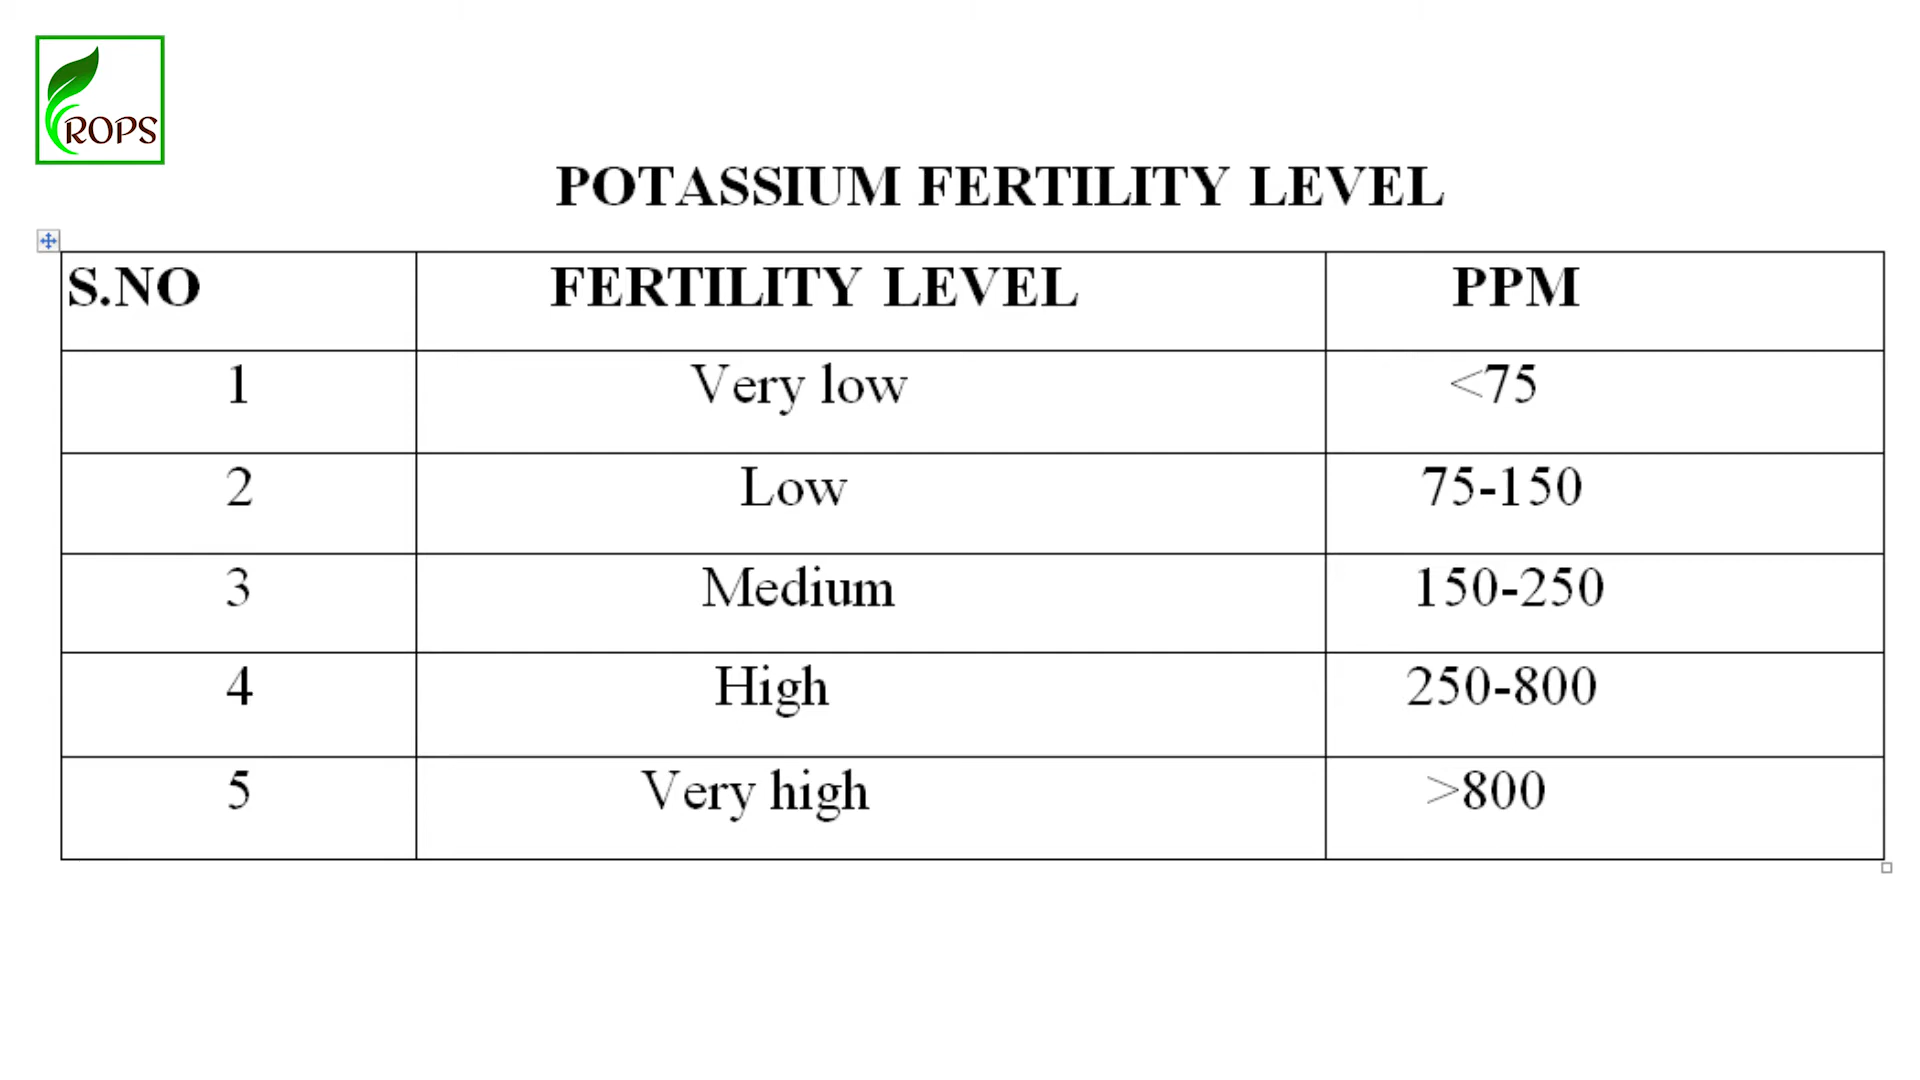 CROPS
POTASSIUM FERTILITY LEVEL
S.NO FERTILITY LEVEL PPM
1 Very low <75
2 Low 75-150
3 Medium 150-250
4 High 250-800
5 Very high >800